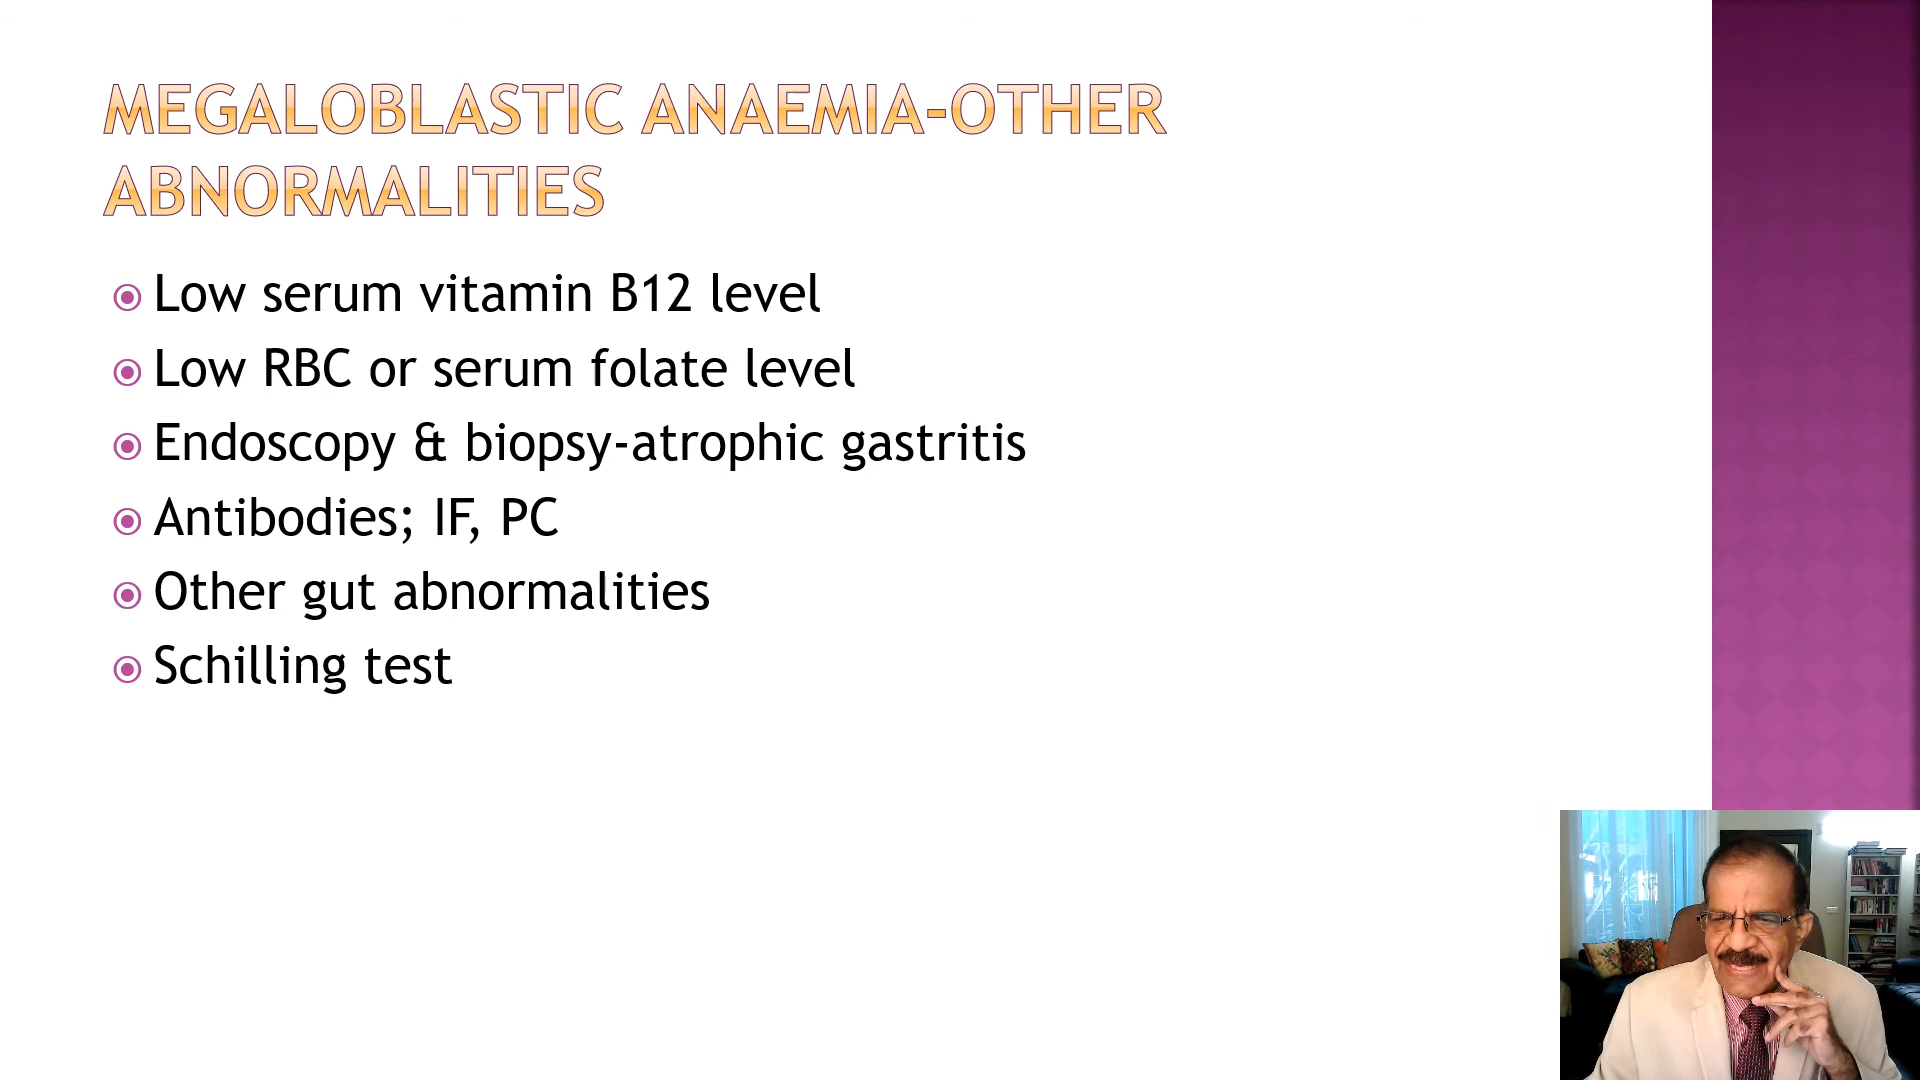 MEGALOBLASTIC ANAEMIA-OTHER
ABNORMALITIES
Low serum vitamin B12 level
Low RBC or serum folate level
Endoscopy & biopsy-atrophic gastritis
Antibodies; IF, PC
Other gut abnormalities
Schilling test